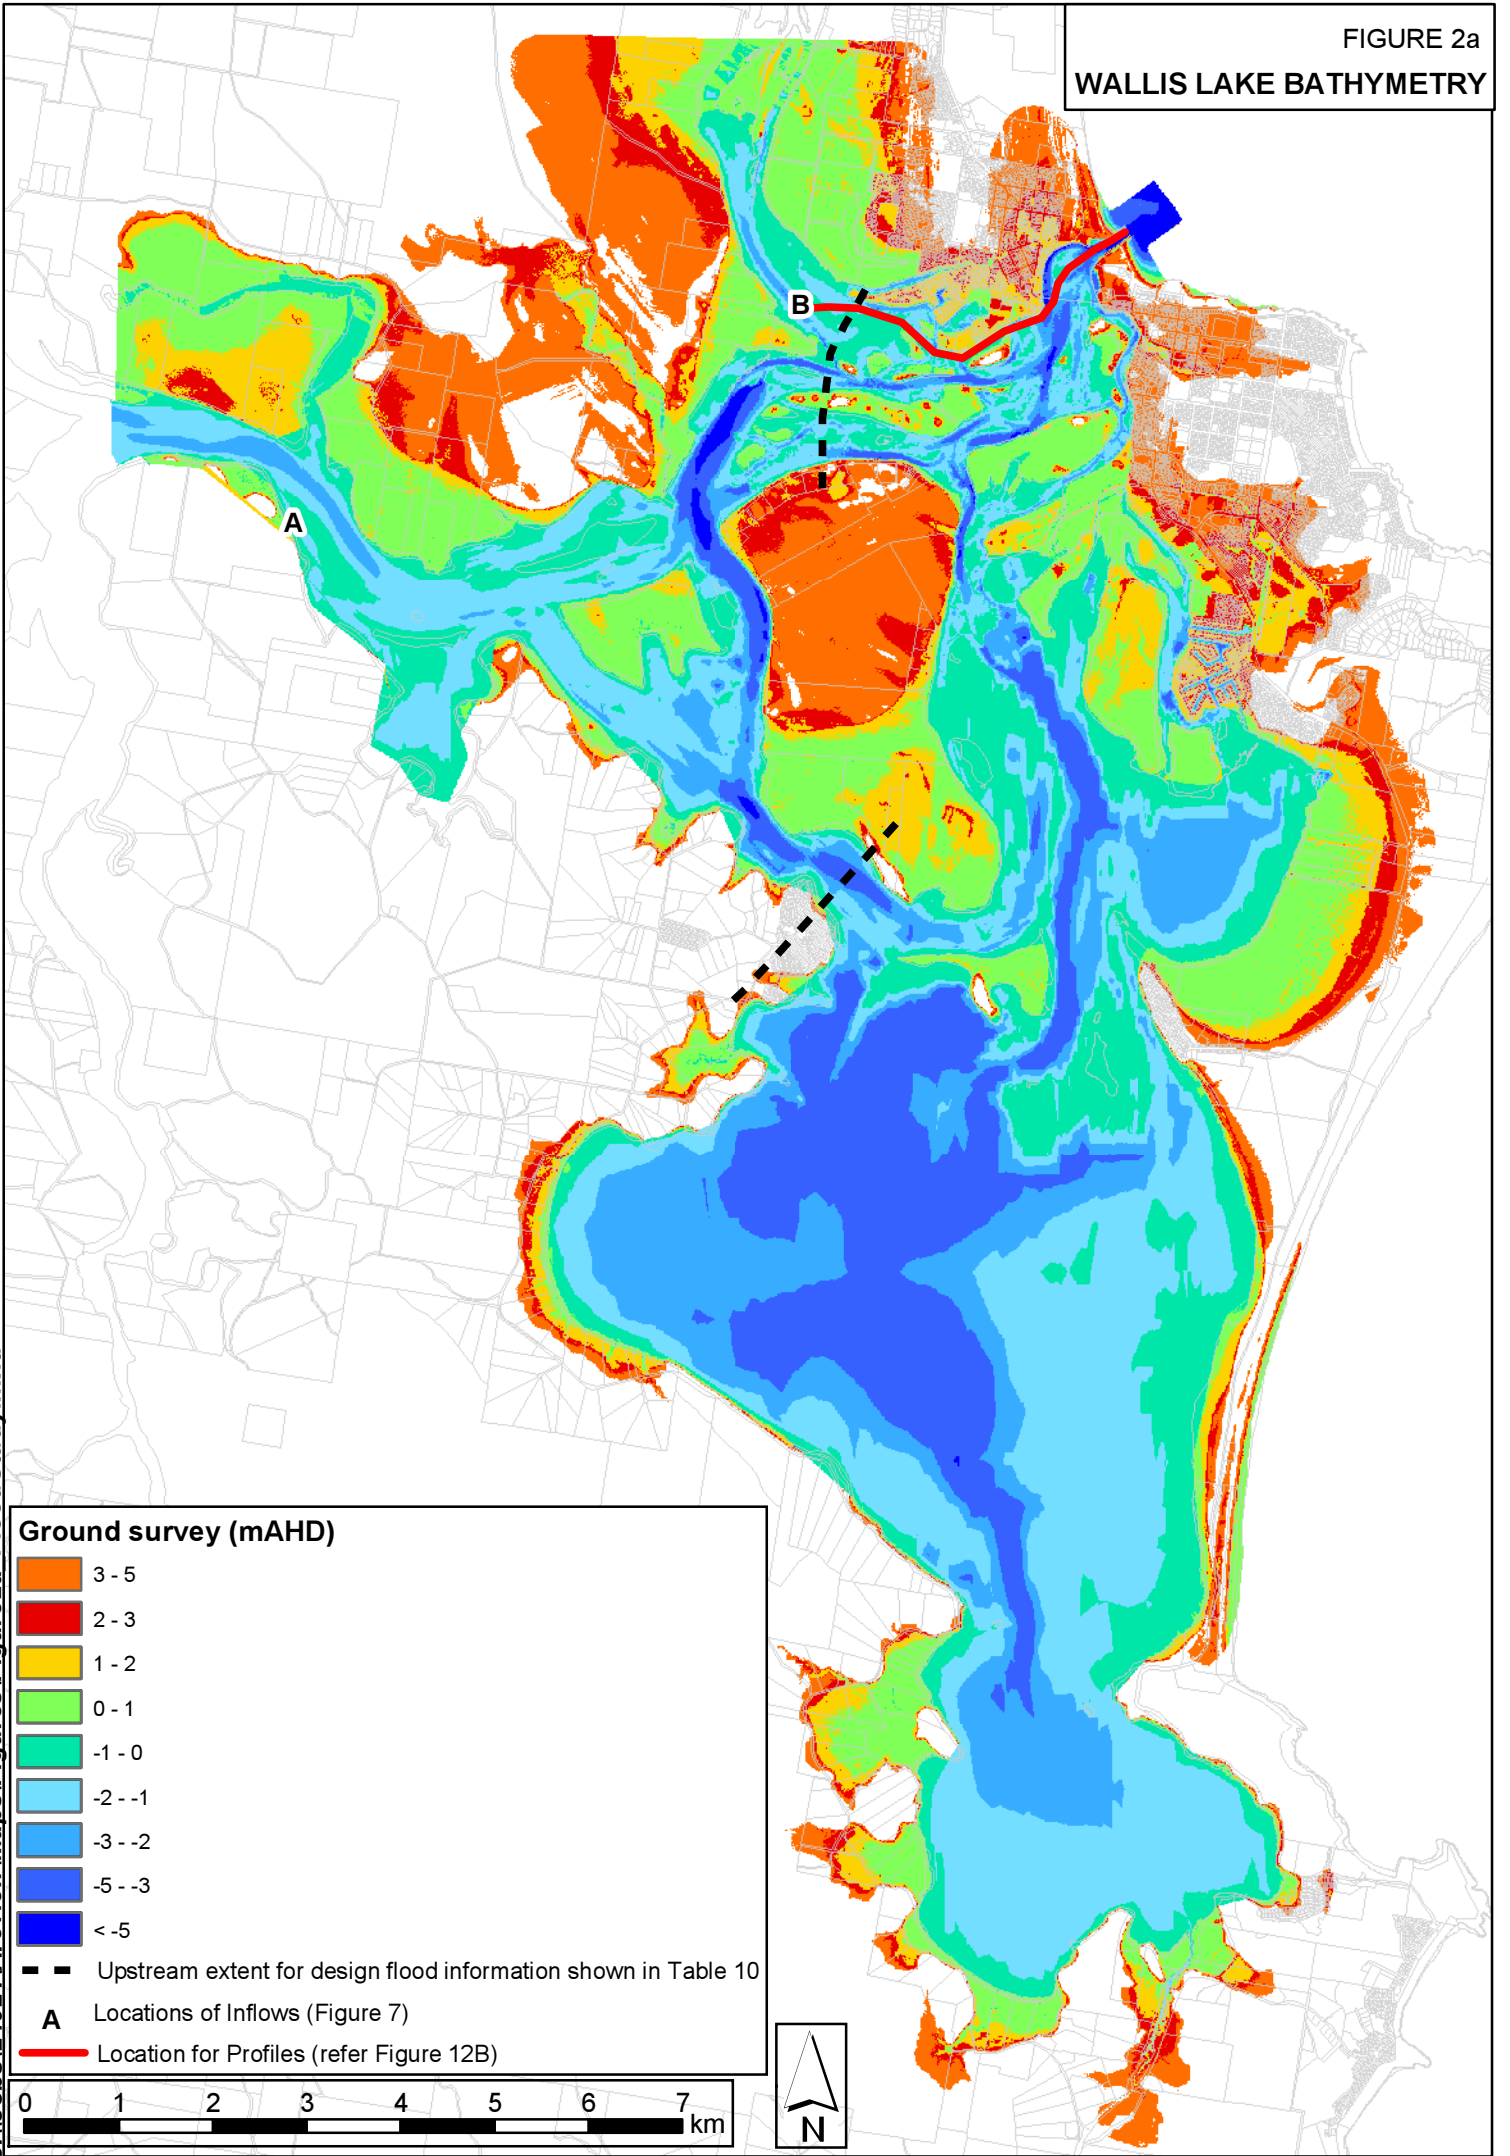 FIGURE 2a
WALLIS LAKE BATHYMETRY
B
A
Ground survey (mAHD)
3 - 5
2 - 3
1 - 2
0 - 1
-1 - 0
-2 - -1
-3 - -2
-5 - -3
< -5
Upstream extent for design flood information shown in Table 10
A Locations of Inflows (Figure 7)
Location for Profiles (refer Figure 12B)
0 1 2 3 4 5 6 7
km
N